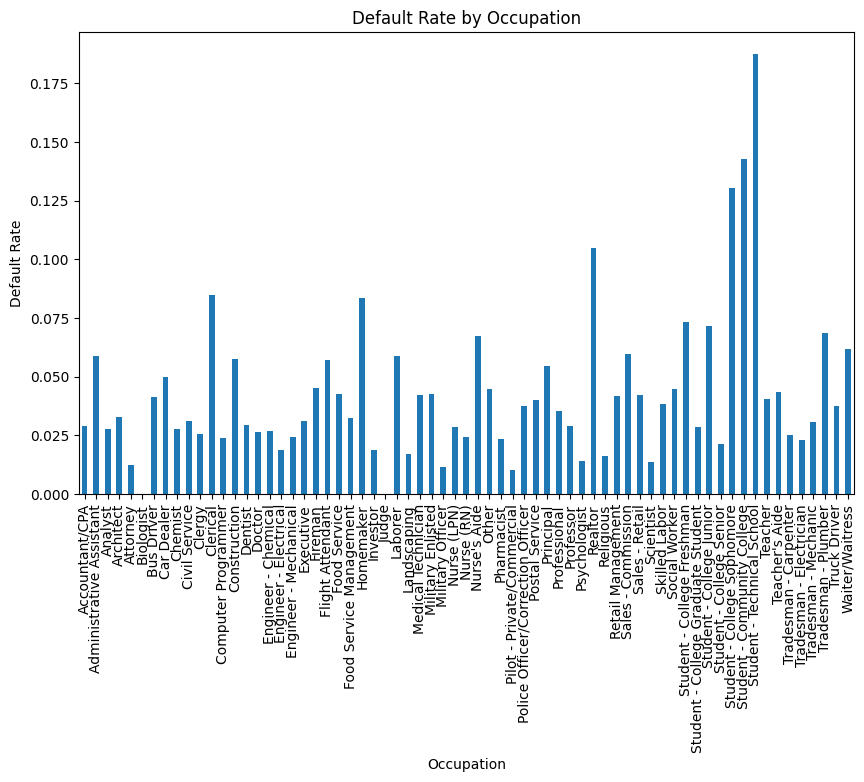 Default Rate by Occupation
Default Rate
0.175
0.150
0.125
0.100
0.075
0.050
0.025
0.000
Accountant/CPA
Administrative Assistant
Analyst
Architect
Attorney
Biologist
Bus Driver
Car Dealer
Chemist
Civil Service
Clergy
Clerical
Computer Programmer
Construction
Dentist
Doctor
Engineer - Chemical
Engineer - Electrical
Engineer - Mechanical
Executive
Fireman
Flight Attendant
Food Service
Food Service Management
Homemaker
Investor
Judge
Laborer
Landscaping
Medical Technician
Military Enlisted
Military Officer
Nurse (LPN)
Nurse (RN)
Nurse's Aide
Other
Pharmacist
Pilot - Private/Commercial
Police Officer/Correction Officer
Postal Service
Principal
Professional
Professor
Psychologist
Realtor
Religious
Retail Management
Sales - Commission
Sales - Retail
Scientist
Skilled Labor
Social Worker
Student - College Freshman
Student - College Graduate Student
Student - College Junior
Student - College Senior
Student - College Sophomore
Student - Community College
Student - Technical School
Teacher
Teacher's Aide
Tradesman - Carpenter
Tradesman - Electrician
Tradesman - Mechanic
Tradesman - Plumber
Truck Driver
Waiter/Waitress
Occupation